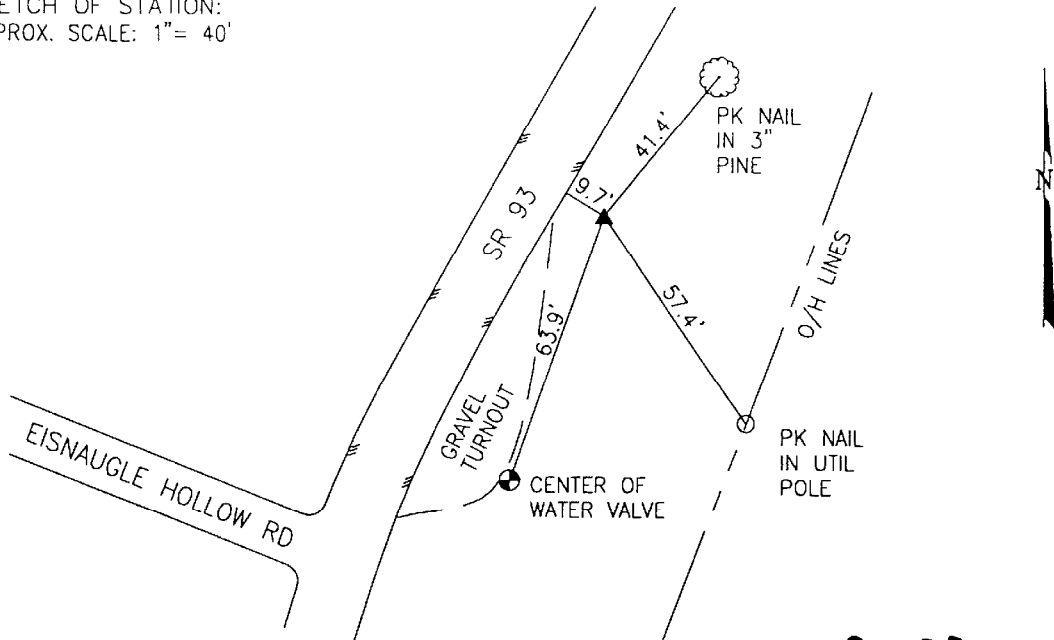 ETCH OF STATION:
PROX. SCALE: 1"= 40'
PK NAIL
IN 3"
PINE
41.4'
9.7'
N
SR 93
O/H LINES
57.4'
63.9'
GRAVEL
TURNOUT
EISNAUGLE HOLLOW RD
PK NAIL
IN UTIL
POLE
CENTER OF
WATER VALVE